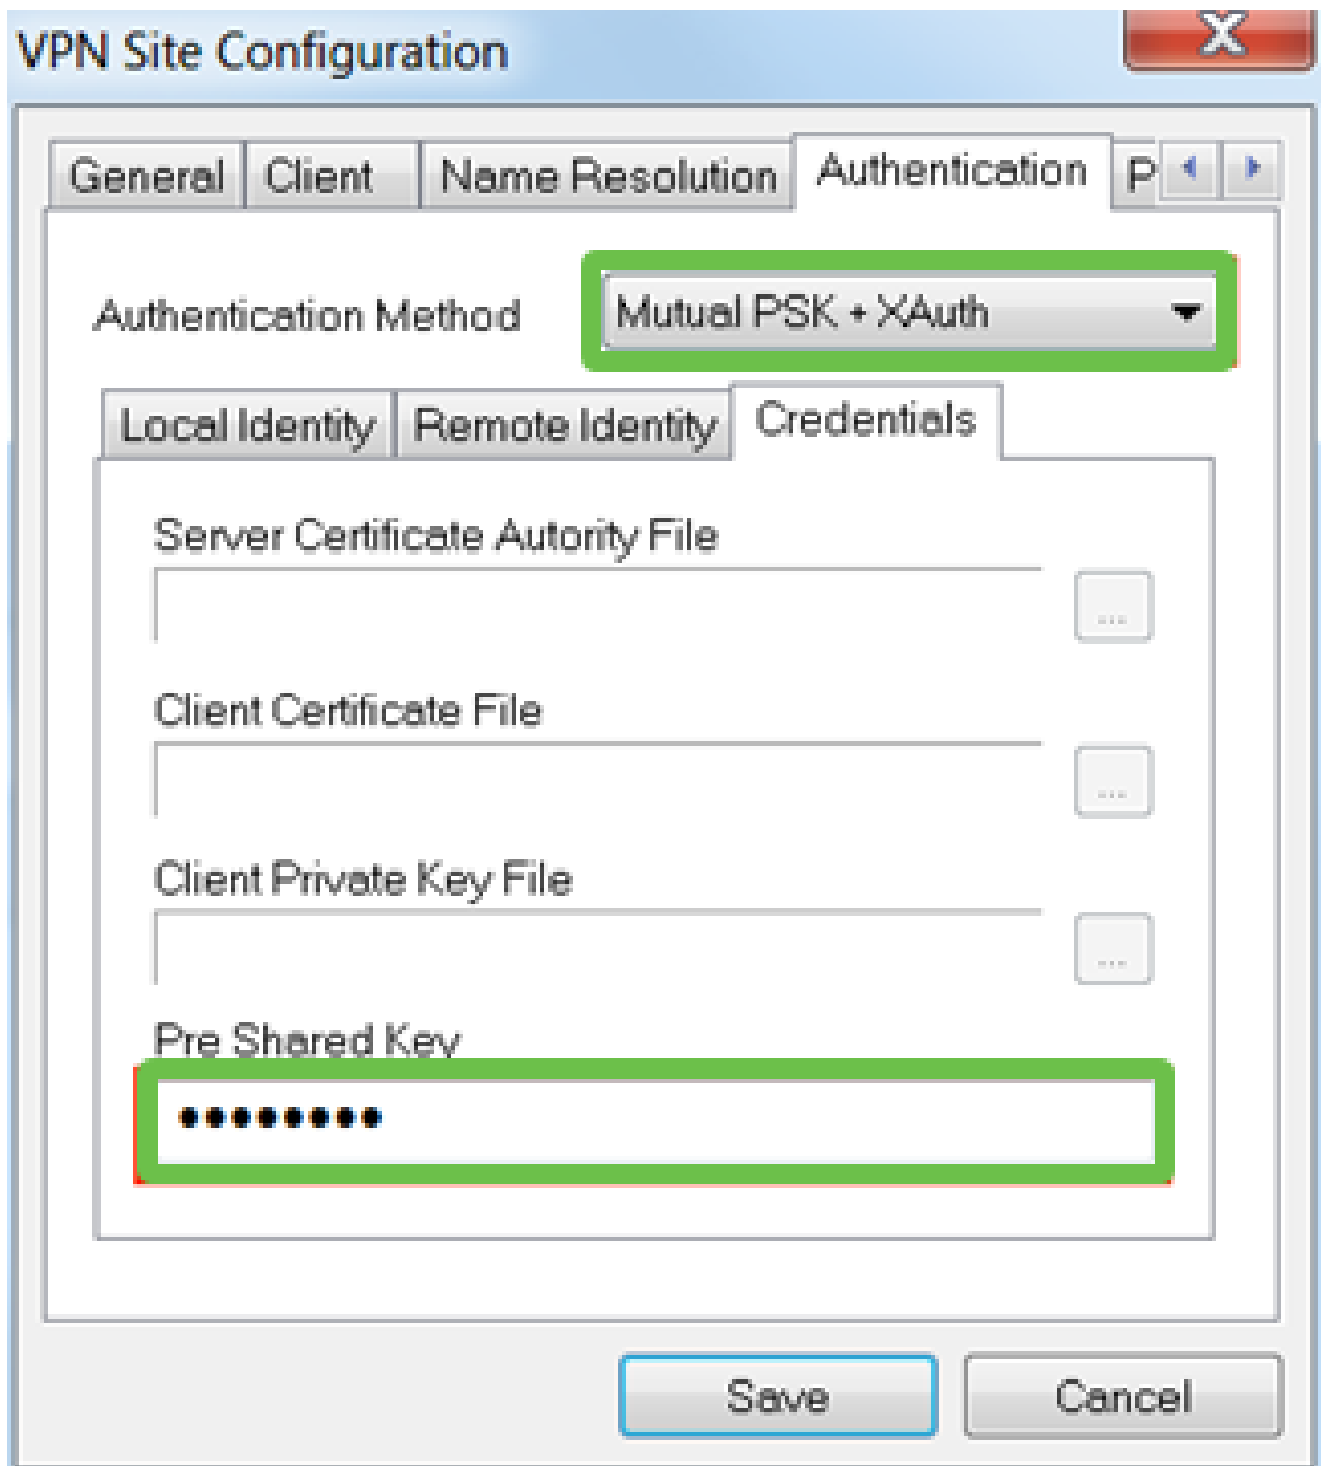 VPN Site Configuration
General Client Name Resolution Authentication P
Authentication Method Mutual PSK + XAuth
Local Identity Remote Identity Credentials
Server Certificate Autority File
...
Client Certificate File
...
Client Private Key File
...
Pre Shared Key
••••••••
Save Cancel